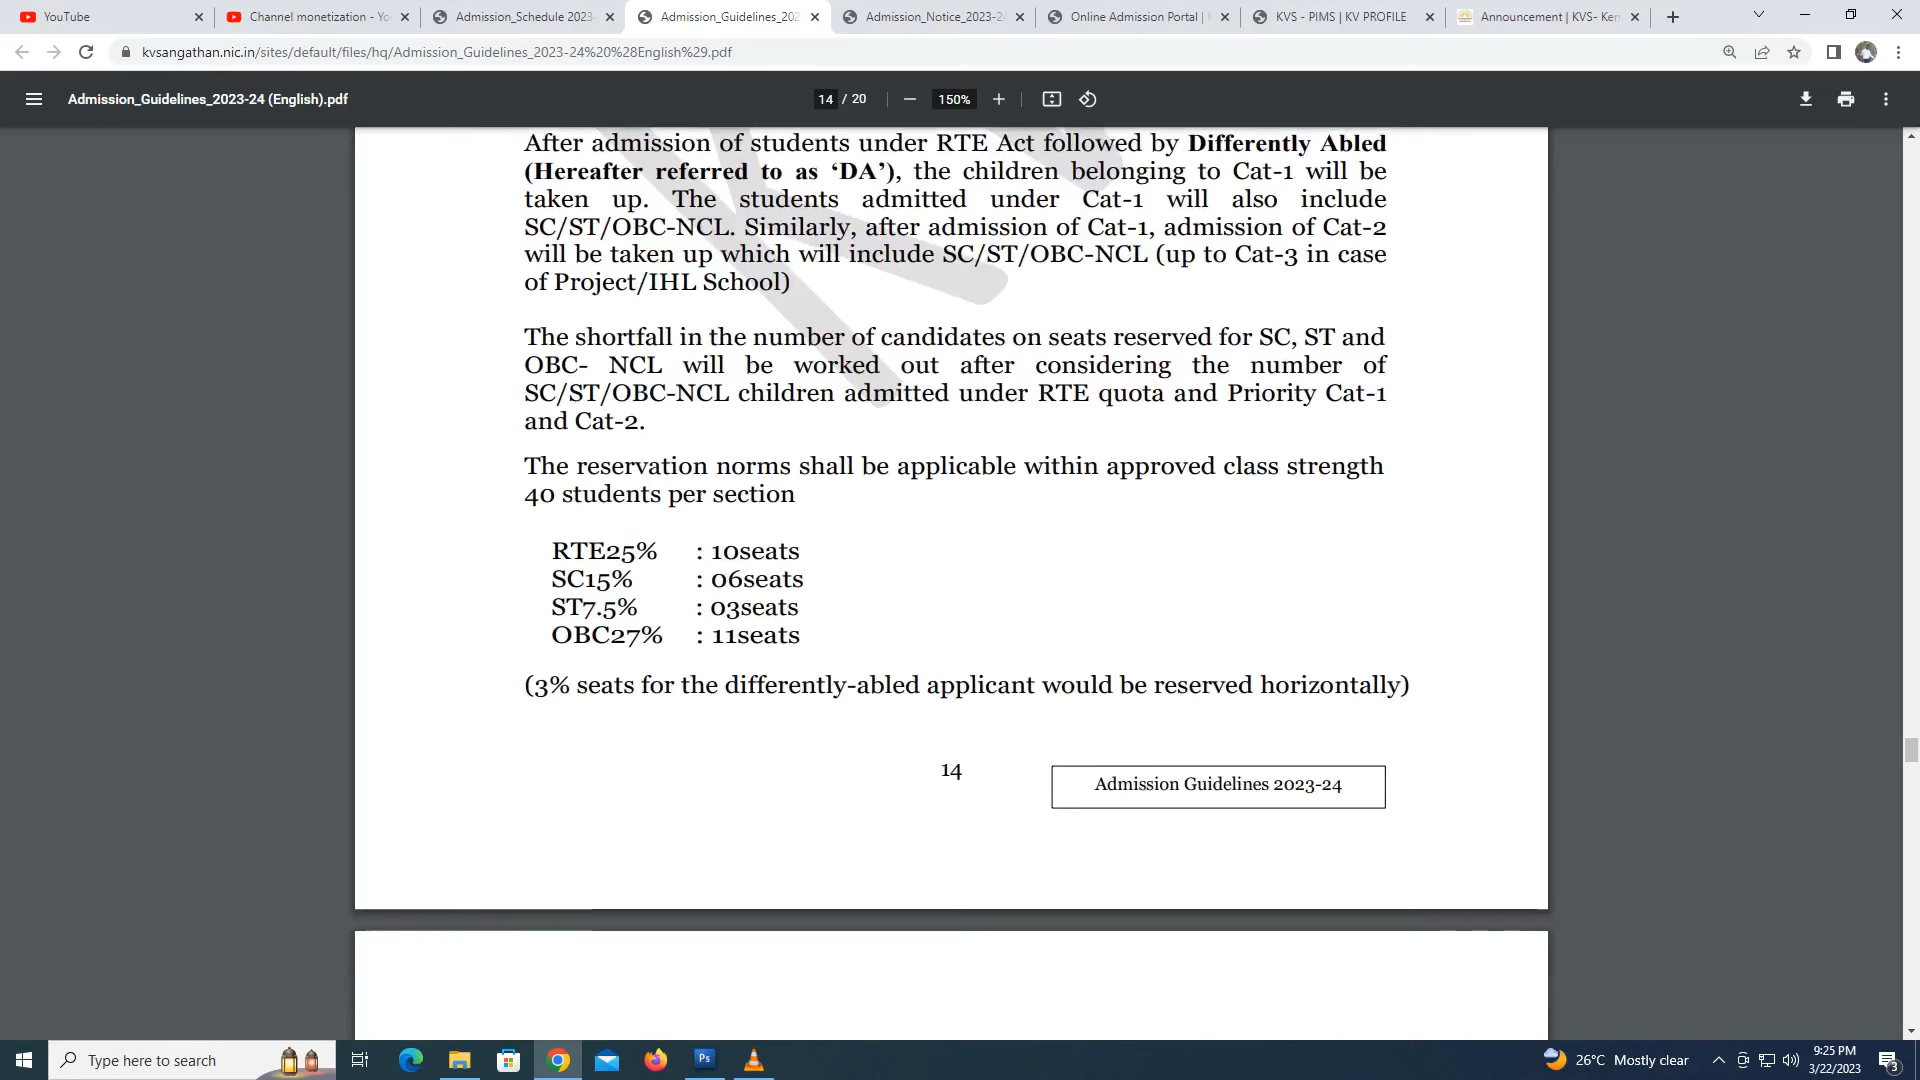 YouTube
Channel monetization - Yo
Admission_Schedule 2023-
Admission_Guidelines_202
Admission_Notice_2023-2
Online Admission Portal |
KVS - PIMS | KV PROFILE
Announcement | KVS- Ken
kvsangathan.nic.in/sites/default/files/hq/Admission_Guidelines_2023-24%20%28English%29.pdf
Admission_Guidelines_2023-24 (English).pdf
14 / 20
150%
After admission of students under RTE Act followed by Differently Abled
(Hereafter referred to as ‘DA’), the children belonging to Cat-1 will be
taken up. The students admitted under Cat-1 will also include
SC/ST/OBC-NCL. Similarly, after admission of Cat-1, admission of Cat-2
will be taken up which will include SC/ST/OBC-NCL (up to Cat-3 in case
of Project/IHL School)
The shortfall in the number of candidates on seats reserved for SC, ST and
OBC- NCL will be worked out after considering the number of
SC/ST/OBC-NCL children admitted under RTE quota and Priority Cat-1
and Cat-2.
The reservation norms shall be applicable within approved class strength
40 students per section
RTE25% : 10seats
SC15% : 06seats
ST7.5% : 03seats
OBC27% : 11seats
(3% seats for the differently-abled applicant would be reserved horizontally)
14
Admission Guidelines 2023-24
Type here to search
Ps
26°C Mostly clear
9:25 PM
3/22/2023
3